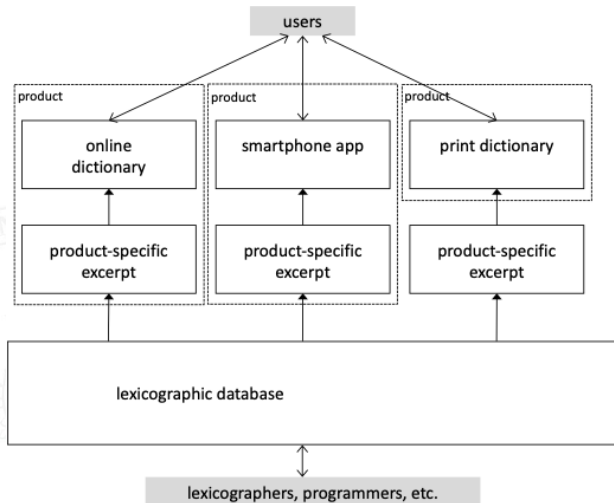 users
product
product
product
online
dictionary
smartphone app
print dictionary
product-specific
excerpt
product-specific
excerpt
product-specific
excerpt
lexicographic database
lexicographers, programmers, etc.